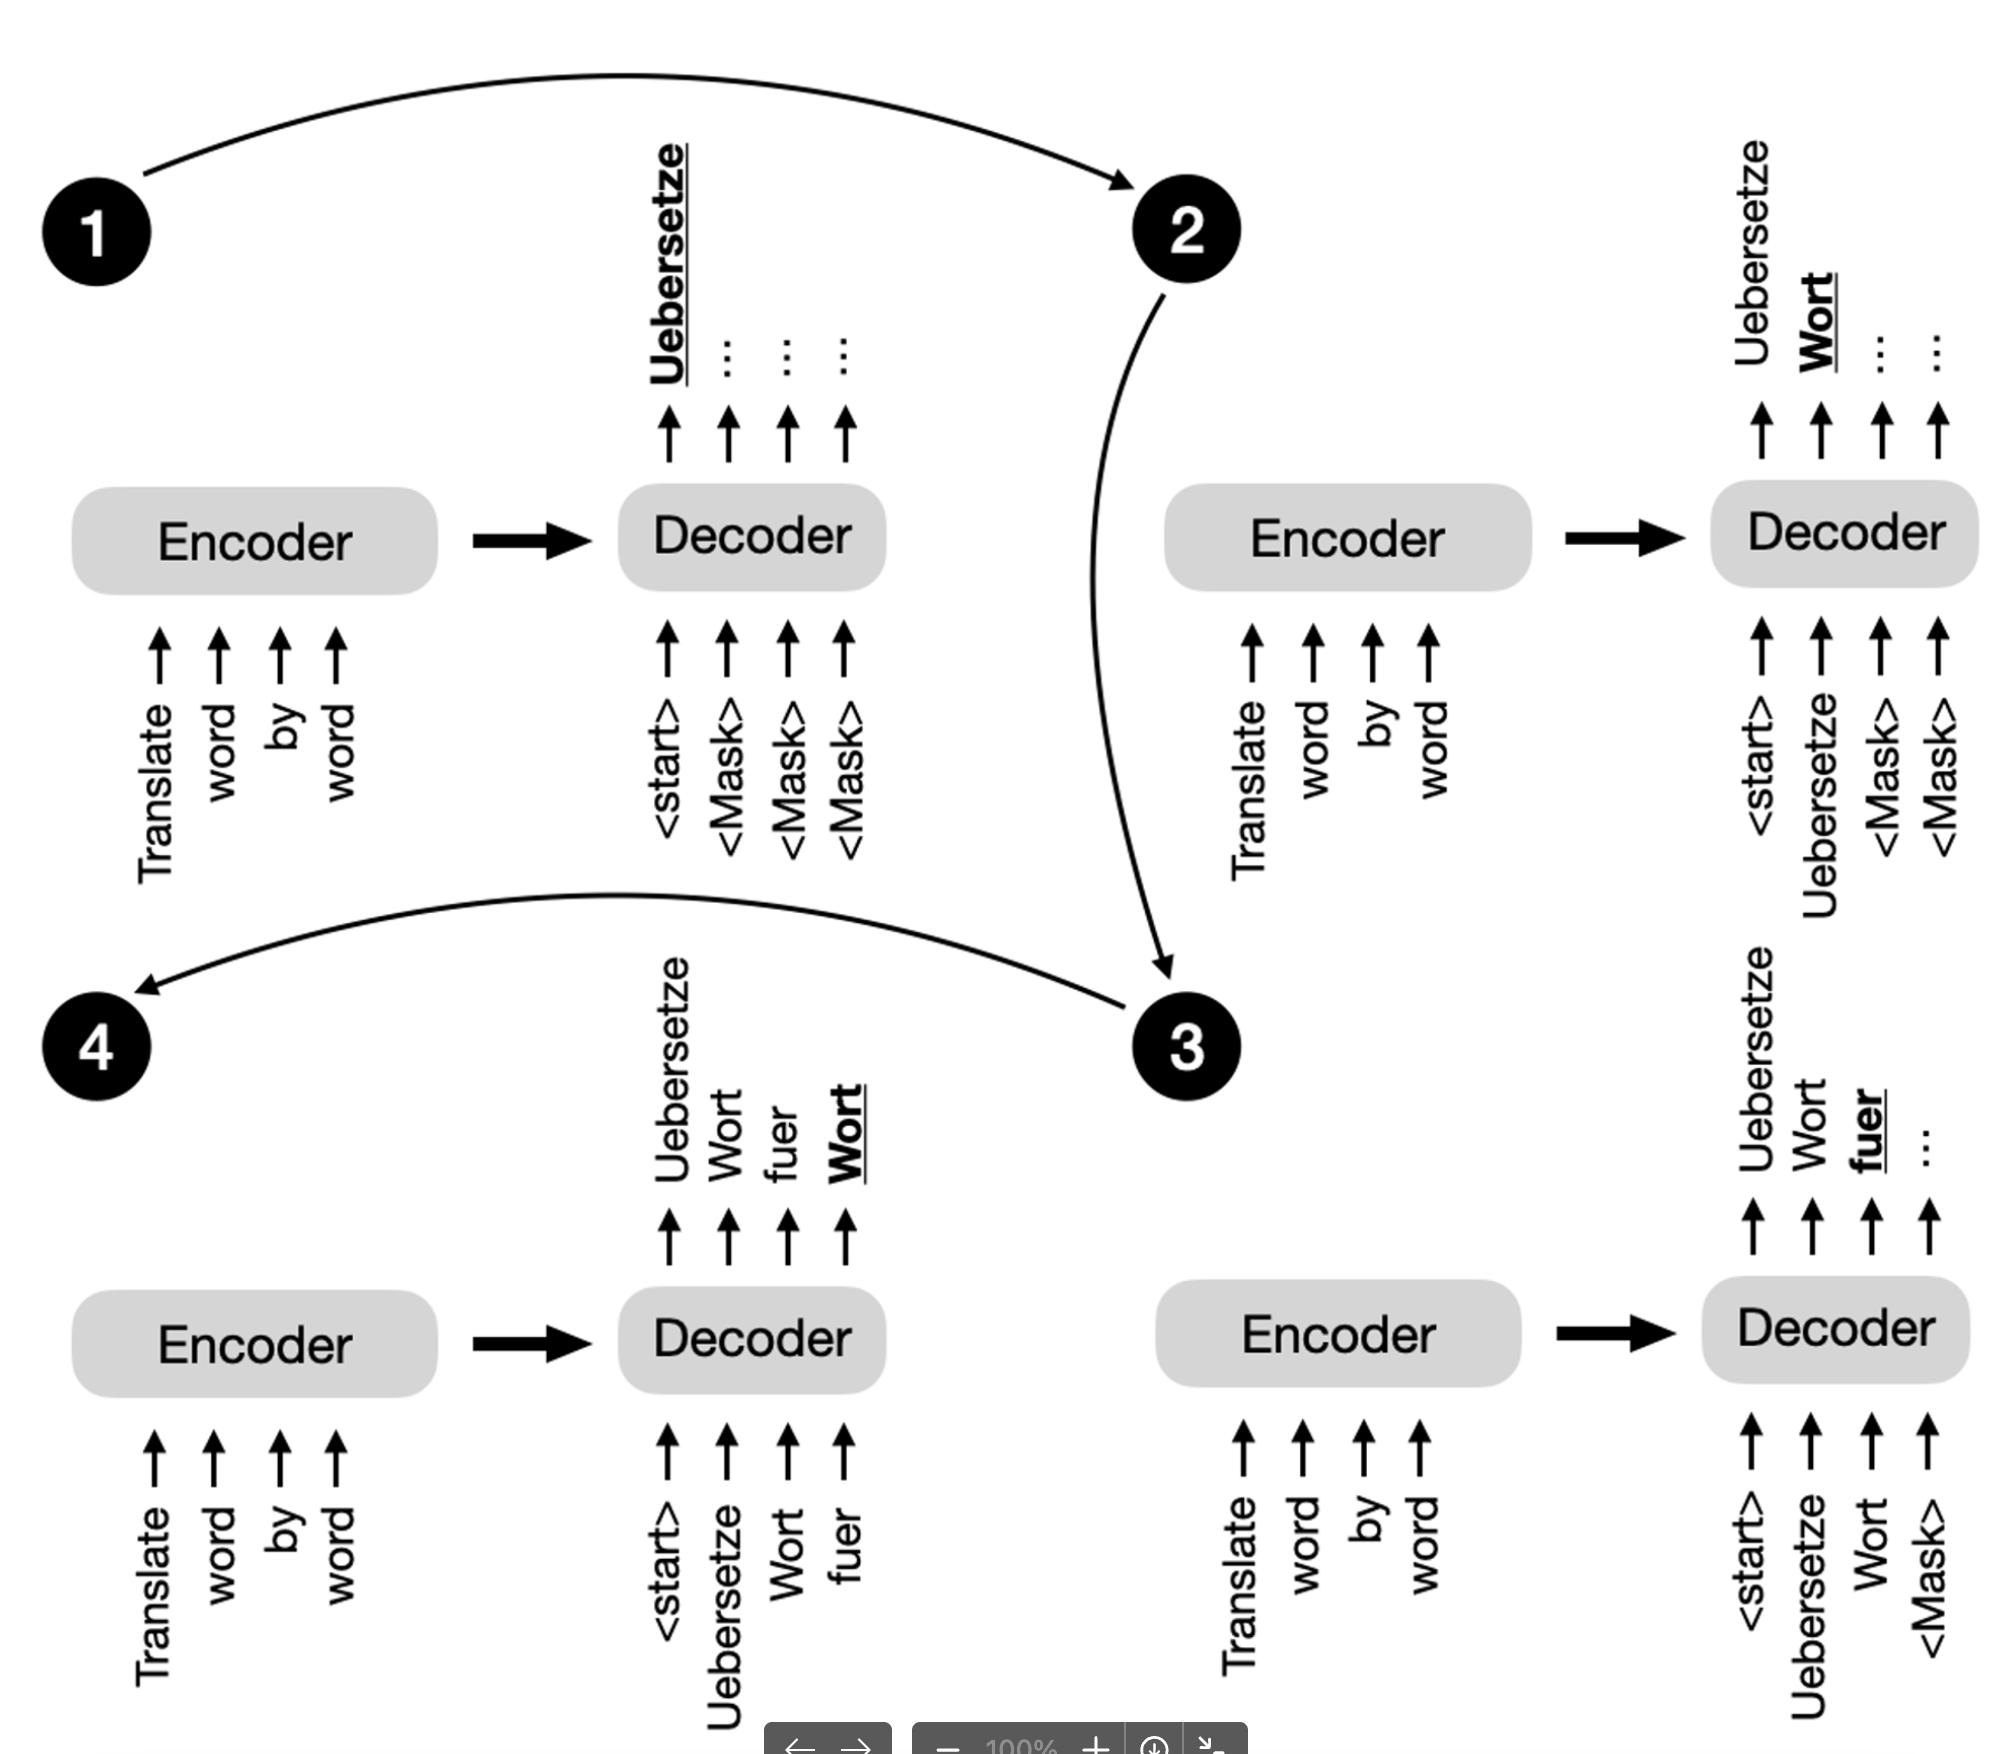 1
Uebersetze
...
...
...
Encoder
Decoder
Translate
word
by
word
<start>
<Mask>
<Mask>
<Mask>
2
Uebersetze
Wort
...
...
Encoder
Decoder
Translate
word
by
word
<start>
Uebersetze
<Mask>
<Mask>
3
Uebersetze
Wort
fuer
...
Encoder
Decoder
Translate
word
by
word
<start>
Uebersetze
Wort
<Mask>
4
Uebersetze
Wort
fuer
Wort
Encoder
Decoder
Translate
word
by
word
<start>
Uebersetze
Wort
fuer
100%